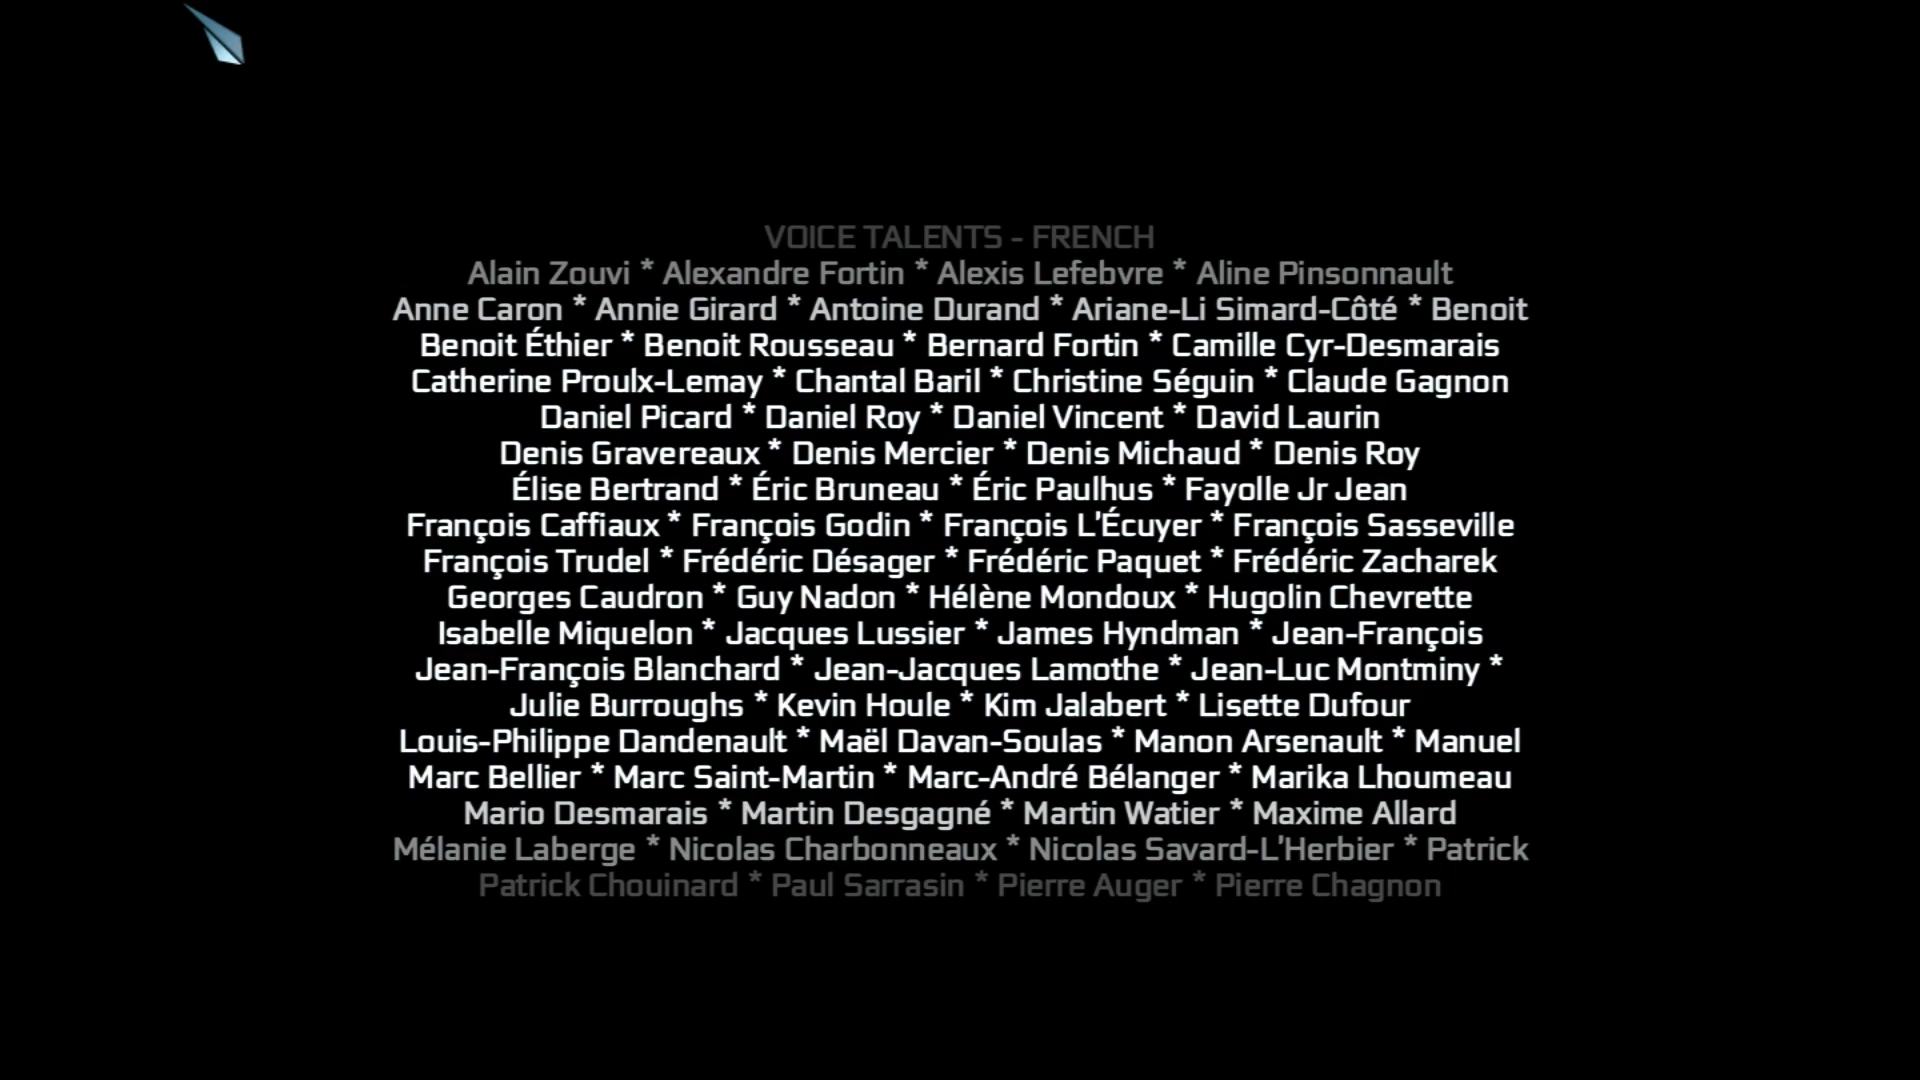 VOICE TALENTS - FRENCH
Alain Zouvi * Alexandre Fortin * Alexis Lefebvre * Aline Pinsonnault
Anne Caron * Annie Girard * Antoine Durand * Ariane-Li Simard-Côté * Benoit
Benoit Éthier * Benoit Rousseau * Bernard Fortin * Camille Cyr-Desmarais
Catherine Proulx-Lemay * Chantal Baril * Christine Séguin * Claude Gagnon
Daniel Picard * Daniel Roy * Daniel Vincent * David Laurin
Denis Gravereaux * Denis Mercier * Denis Michaud * Denis Roy
Élise Bertrand * Éric Bruneau * Éric Paulhus * Fayolle Jr Jean
François Caffiaux * François Godin * François L'Écuyer * François Sasseville
François Trudel * Frédéric Désager * Frédéric Paquet * Frédéric Zacharek
Georges Caudron * Guy Nadon * Hélène Mondoux * Hugolin Chevrette
Isabelle Miquelon * Jacques Lussier * James Hyndman * Jean-François
Jean-François Blanchard * Jean-Jacques Lamothe * Jean-Luc Montminy *
Julie Burroughs * Kevin Houle * Kim Jalabert * Lisette Dufour
Louis-Philippe Dandenault * Maël Davan-Soulas * Manon Arsenault * Manuel
Marc Bellier * Marc Saint-Martin * Marc-André Bélanger * Marika Lhoumeau
Mario Desmarais * Martin Desgagné * Martin Watier * Maxime Allard
Mélanie Laberge * Nicolas Charbonneaux * Nicolas Savard-L'Herbier * Patrick
Patrick Chouinard * Paul Sarrasin * Pierre Auger * Pierre Chagnon